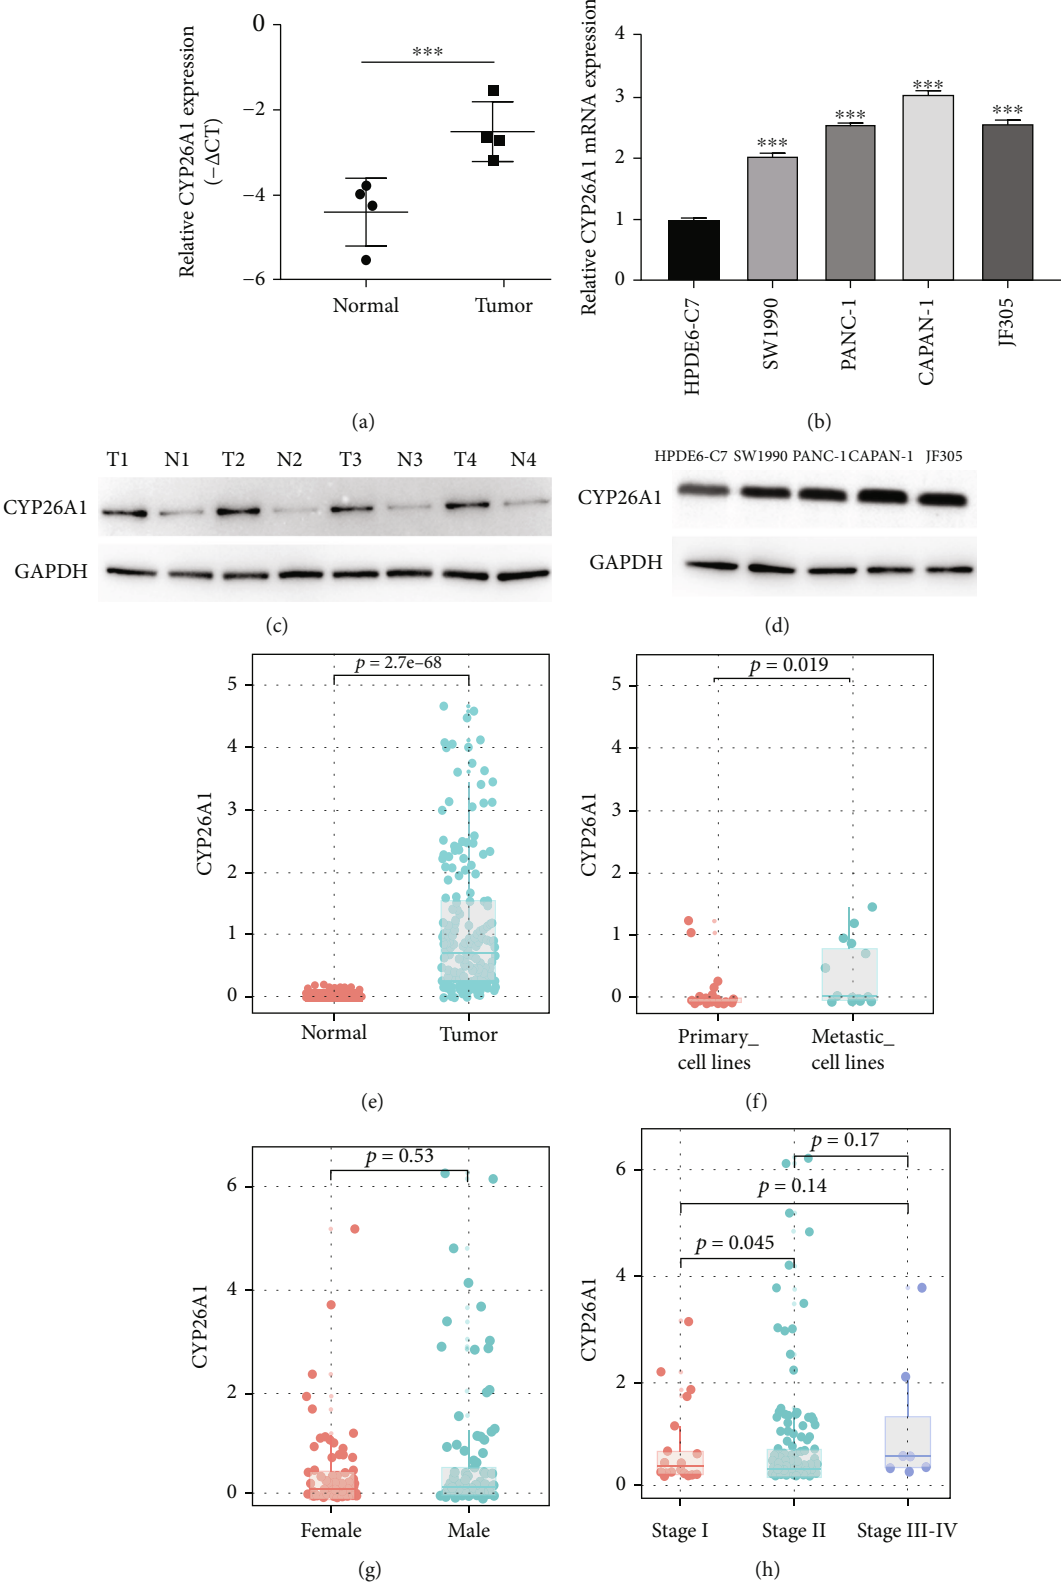 Relative CYP26A1 expression
(−ΔCT)
0
−2
−4
−6
***
Normal
Tumor
(a)
Relative CYP26A1 mRNA expression
4
3
2
1
0
***
***
***
***
HPDE6-C7
SW1990
PANC-1
CAPAN-1
JF305
(b)
T1 N1 T2 N2 T3 N3 T4 N4
CYP26A1
GAPDH
(c)
HPDE6-C7 SW1990 PANC-1 CAPAN-1 JF305
CYP26A1
GAPDH
(d)
p = 2.7e–68
CYP26A1
5
4
3
2
1
0
Normal
Tumor
(e)
p = 0.019
CYP26A1
5
4
3
2
1
0
Primary_
cell lines
Metastic_
cell lines
(f)
p = 0.53
CYP26A1
6
4
2
0
Female
Male
(g)
p = 0.17
p = 0.14
p = 0.045
CYP26A1
6
4
2
0
Stage I
Stage II
Stage III-IV
(h)